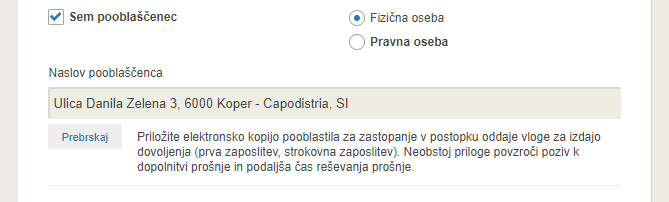 Sem pooblaščenec
Fizična oseba
Pravna oseba
Naslov pooblaščenca
Ulica Danila Zelena 3, 6000 Koper - Capodistria, SI
Prebrskaj
Priložite elektronsko kopijo pooblastila za zastopanje v postopku oddaje vloge za izdajo
dovoljenja (prva zaposlitev, strokovna zaposlitev). Neobstoj priloge povzroči poziv k
dopolnitvi prošnje in podaljša čas reševanja prošnje.